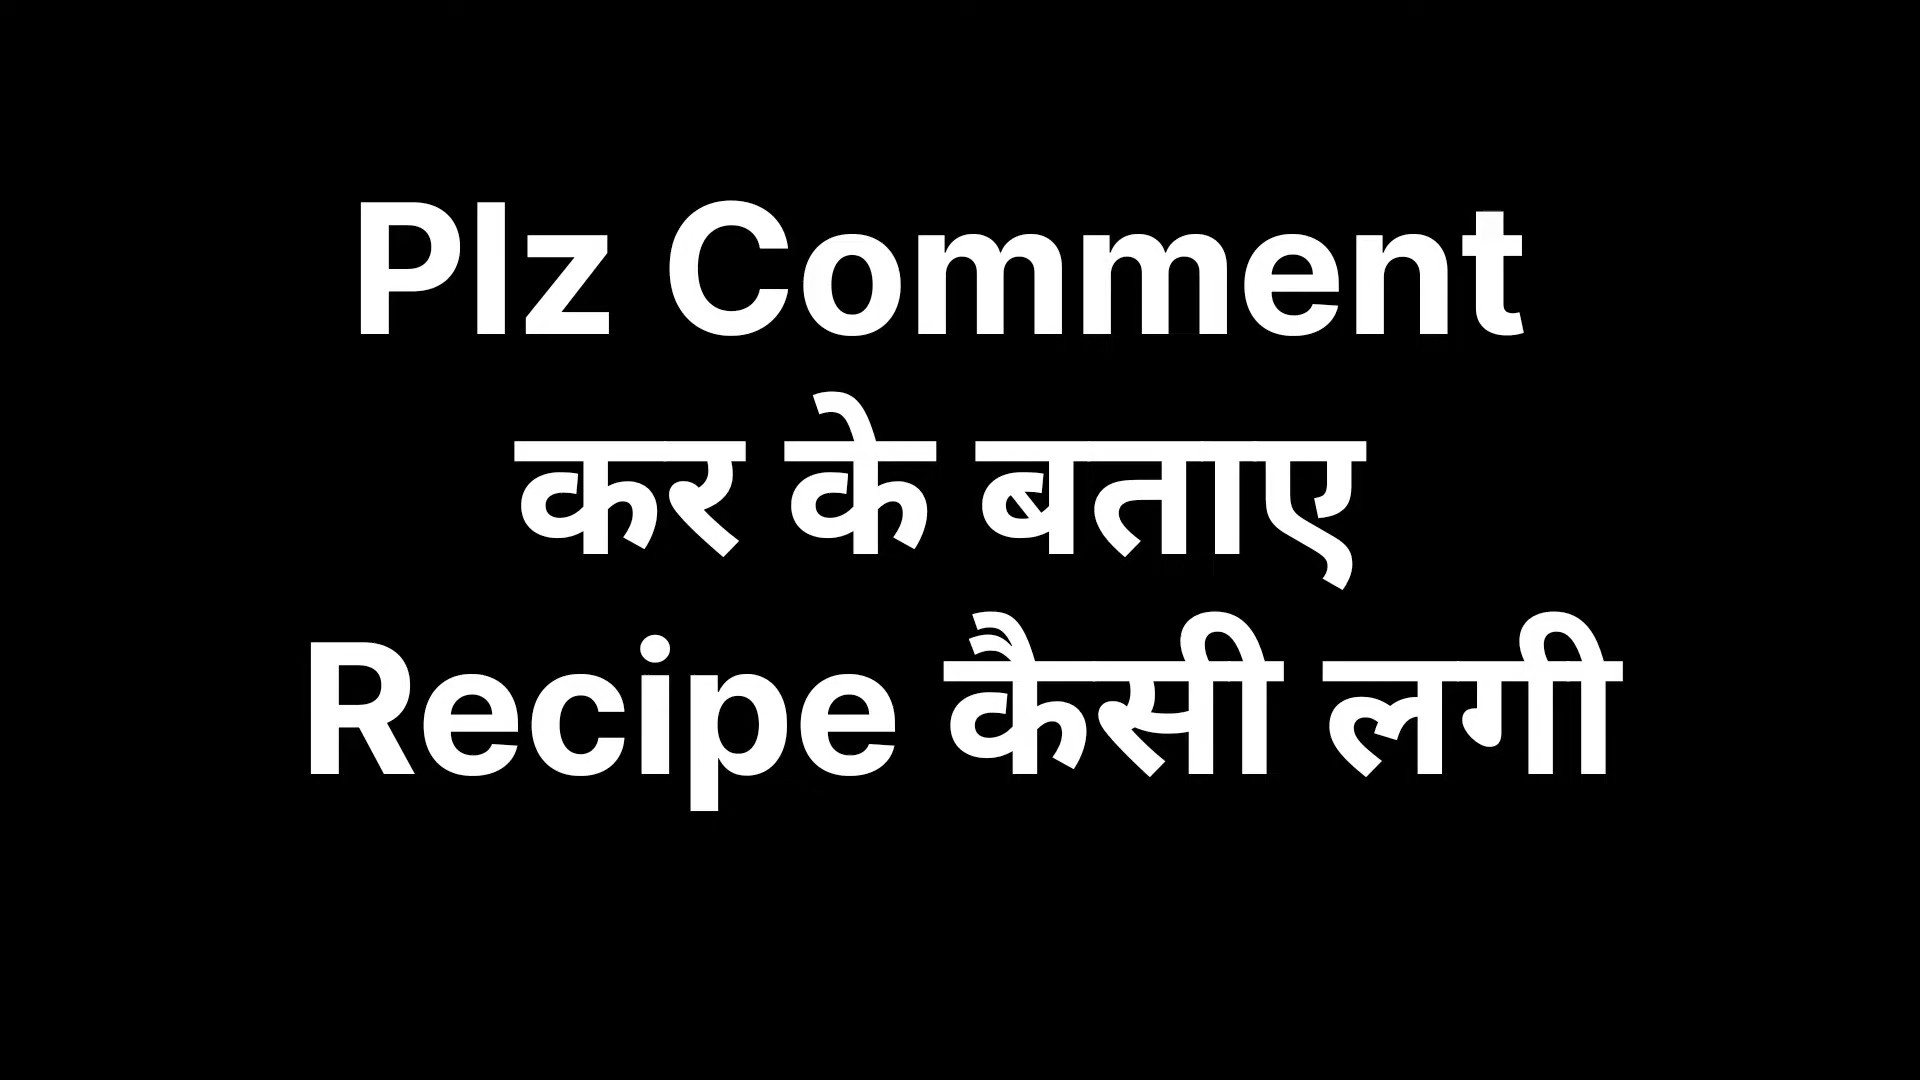 Plz Comment
कर के बताए
Recipe कैसी लगी